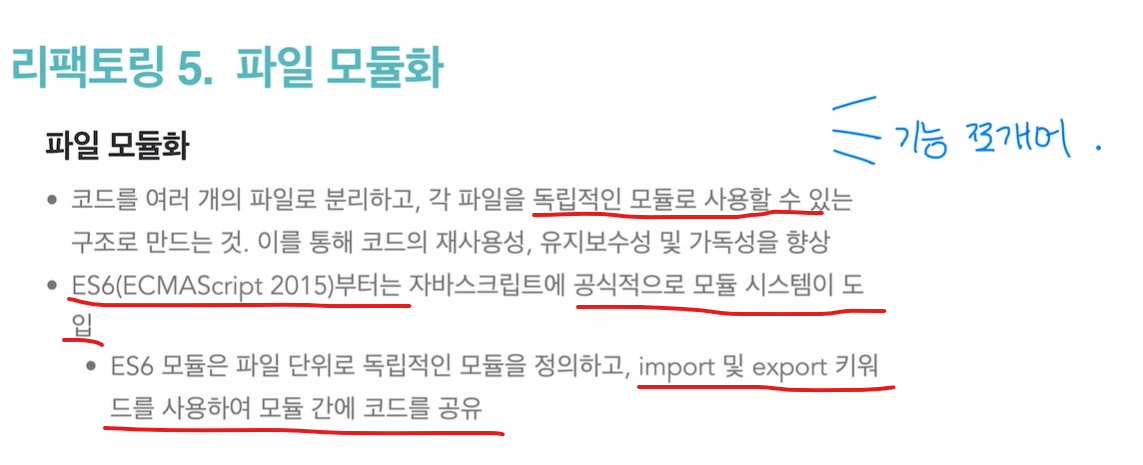 리팩토링 5. 파일 모듈화
파일 모듈화
기능 쪼개어.
• 코드를 여러 개의 파일로 분리하고, 각 파일을 독립적인 모듈로 사용할 수 있는
구조로 만드는 것. 이를 통해 코드의 재사용성, 유지보수성 및 가독성을 향상
• ES6(ECMAScript 2015)부터는 자바스크립트에 공식적으로 모듈 시스템이 도
입
• ES6 모듈은 파일 단위로 독립적인 모듈을 정의하고, import 및 export 키워
드를 사용하여 모듈 간에 코드를 공유